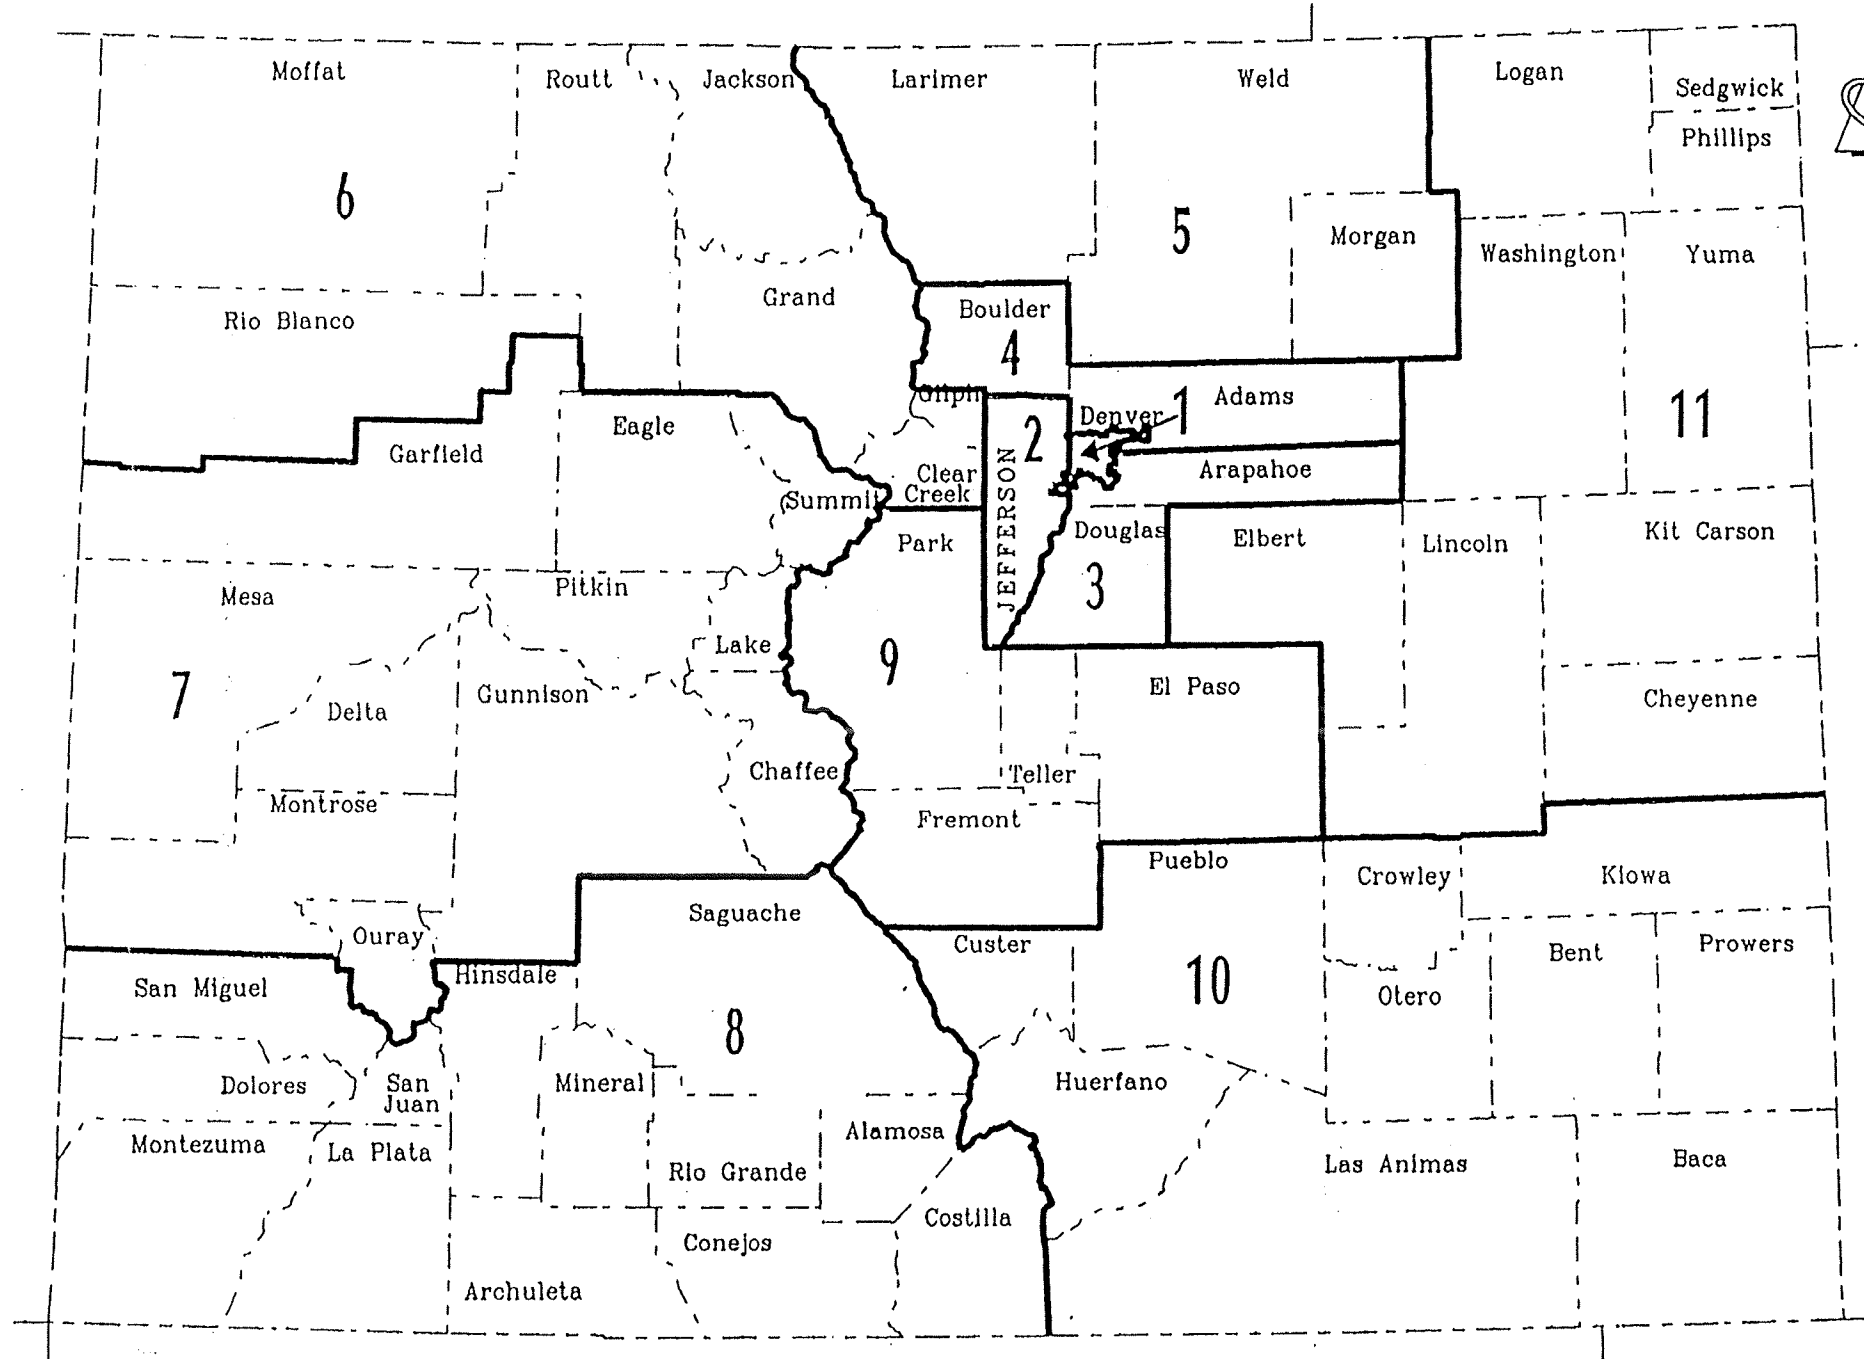 Moffat
Routt
Jackson
Larimer
Weld
Logan
Sedgwick
Phillips
6
5
Morgan
Washington
Yuma
Rio Blanco
Grand
Boulder
4
Gilpin
Adams
Denver
1
2
11
Garfield
Eagle
Summit
Clear
Creek
JEFFERSON
Arapahoe
Park
Douglas
Elbert
Lincoln
Kit Carson
3
Mesa
Pitkin
Lake
9
7
Delta
Gunnison
El Paso
Cheyenne
Montrose
Chaffee
Teller
Fremont
Pueblo
Crowley
Kiowa
Saguache
Ouray
Hinsdale
Custer
Bent
Prowers
San Miguel
10
Otero
8
Dolores
San
Juan
Mineral
Huerfano
Montezuma
La Plata
Alamosa
Rio Grande
Las Animas
Baca
Costilla
Conejos
Archuleta